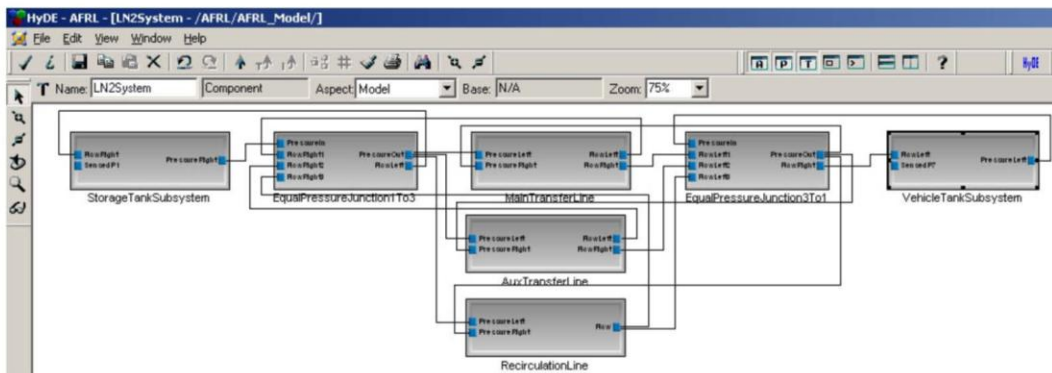 HyDE - AFRL - [LN2System - /AFRL/AFRL_Model/]
File Edit View Window Help
A P T ?
HyDE
Name: LN2System Component Aspect: Model Base: N/A Zoom: 75%
FlowRight
SensedP1
PressureRight
StorageTankSubsystem
PressureIn
FlowRight1
FlowRight2
FlowRight3
PressureOut
FlowLeft
EqualPressureJunction1To3
PressureLeft
PressureRight
FlowLeft
FlowRight
MainTransferLine
PressureIn
FlowLeft1
FlowLeft2
FlowLeft3
PressureOut
FlowRight
EqualPressureJunction3To1
FlowLeft
SensedP7
PressureLeft
VehicleTankSubsystem
PressureLeft
PressureRight
FlowLeft
FlowRight
AuxTransferLine
PressureLeft
PressureRight
Flow
RecirculationLine